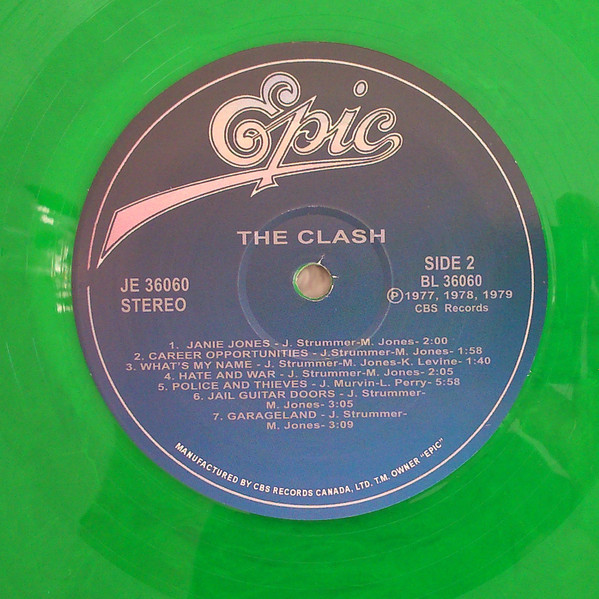 Epic
THE CLASH
JE 36060
STEREO
SIDE 2
BL 36060
Ⓟ 1977, 1978, 1979
CBS Records
1. JANIE JONES - J. Strummer-M. Jones- 2:00
2. CAREER OPPORTUNITIES - J.Strummer-M. Jones- 1:58
3. WHAT'S MY NAME - J. Strummer-M. Jones-K. Levine- 1:40
4. HATE AND WAR - J. Strummer-M. Jones- 2:05
5. POLICE AND THIEVES - J. Murvin-L. Perry- 5:58
6. JAIL GUITAR DOORS - J. Strummer-
M. Jones- 3:05
7. GARAGELAND - J. Strummer-
M. Jones- 3:09
MANUFACTURED BY CBS RECORDS CANADA, LTD. T.M. OWNER "EPIC"